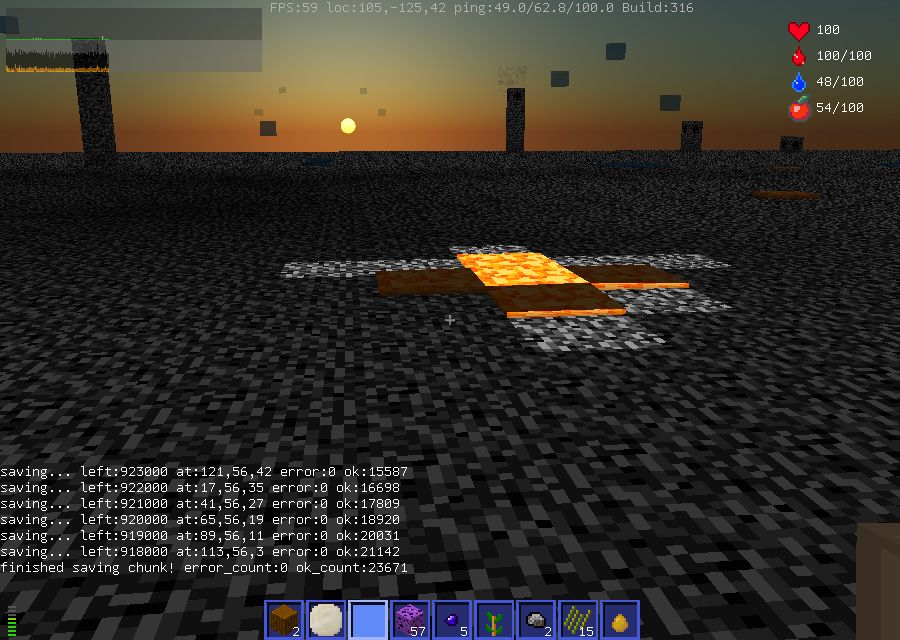 FPS:59 loc:105,-125,42 ping:49.0/62.8/100.0 Build:316
100
100/100
48/100
54/100
saving... left:923000 at:121,56,42 error:0 ok:15587
saving... left:922000 at:17,56,35 error:0 ok:16698
saving... left:921000 at:41,56,27 error:0 ok:17809
saving... left:920000 at:65,56,19 error:0 ok:18920
saving... left:919000 at:89,56,11 error:0 ok:20031
saving... left:918000 at:113,56,3 error:0 ok:21142
finished saving chunk! error_count:0 ok_count:23671
2 57 5 2 15